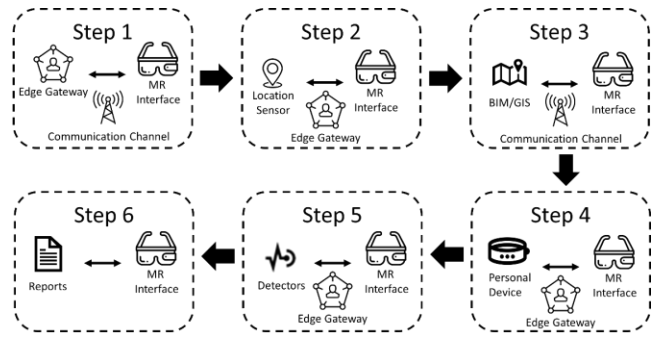 Step 1
Edge Gateway
MR
Interface
Communication Channel
Step 2
Location
Sensor
MR
Interface
Edge Gateway
Step 3
BIM/GIS
MR
Interface
Communication Channel
Step 6
Reports
MR
Interface
Step 5
Detectors
MR
Interface
Edge Gateway
Step 4
Personal
Device
MR
Interface
Edge Gateway